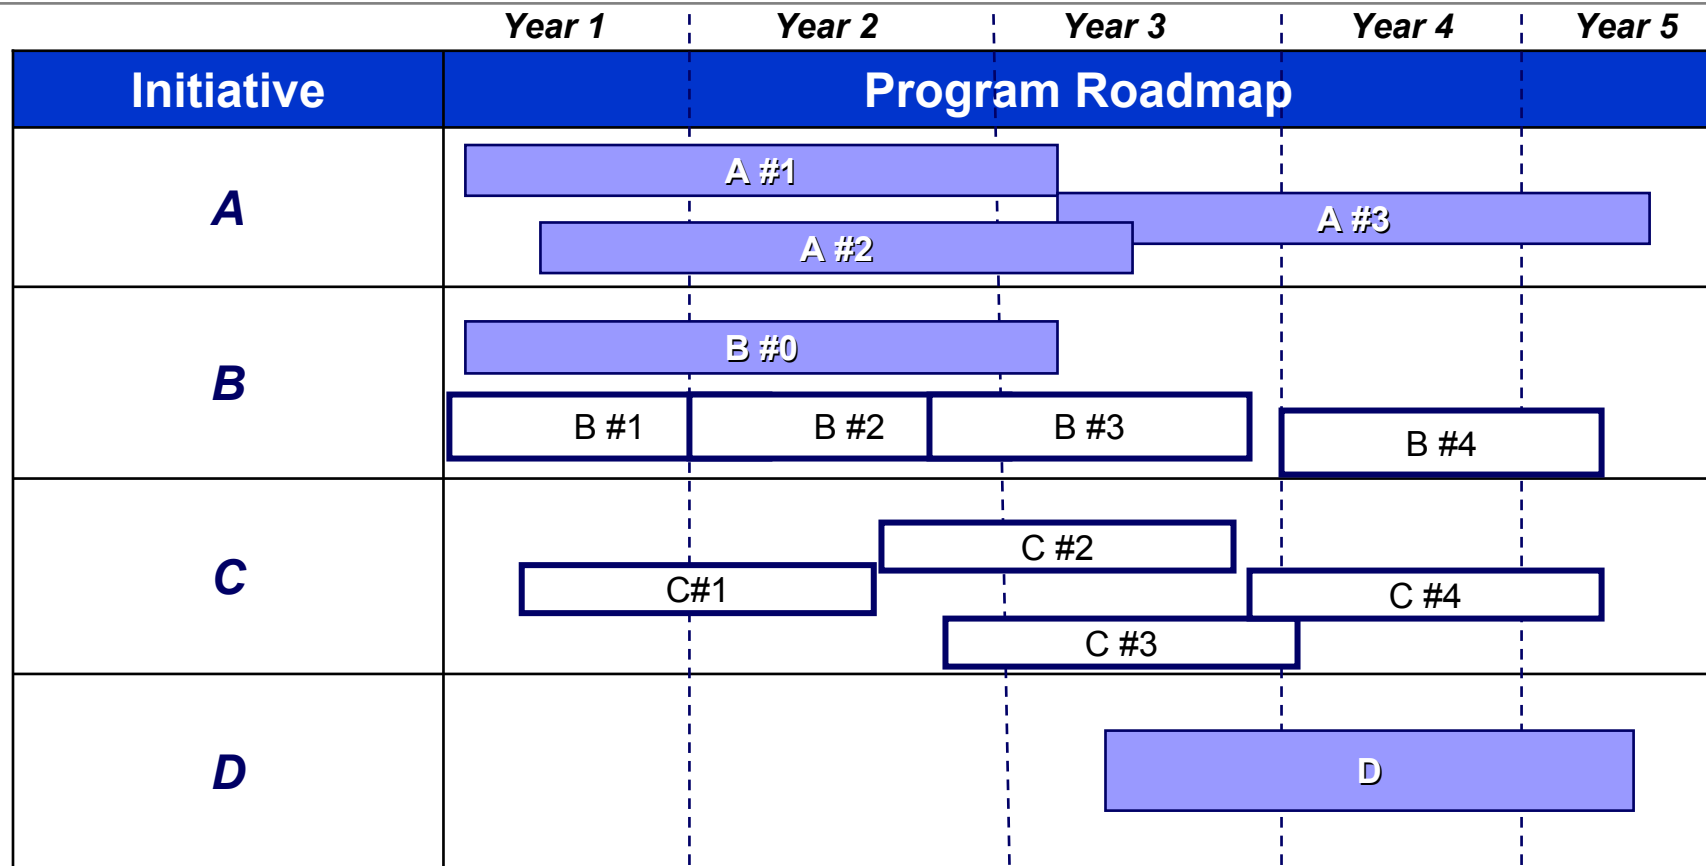 Year 1 Year 2 Year 3 Year 4 Year 5
Initiative Program Roadmap
A
A #1
A #3
A #2
B
B #0
B #1 B #2 B #3 B #4
C
C #2
C#1 C #4
C #3
D
D